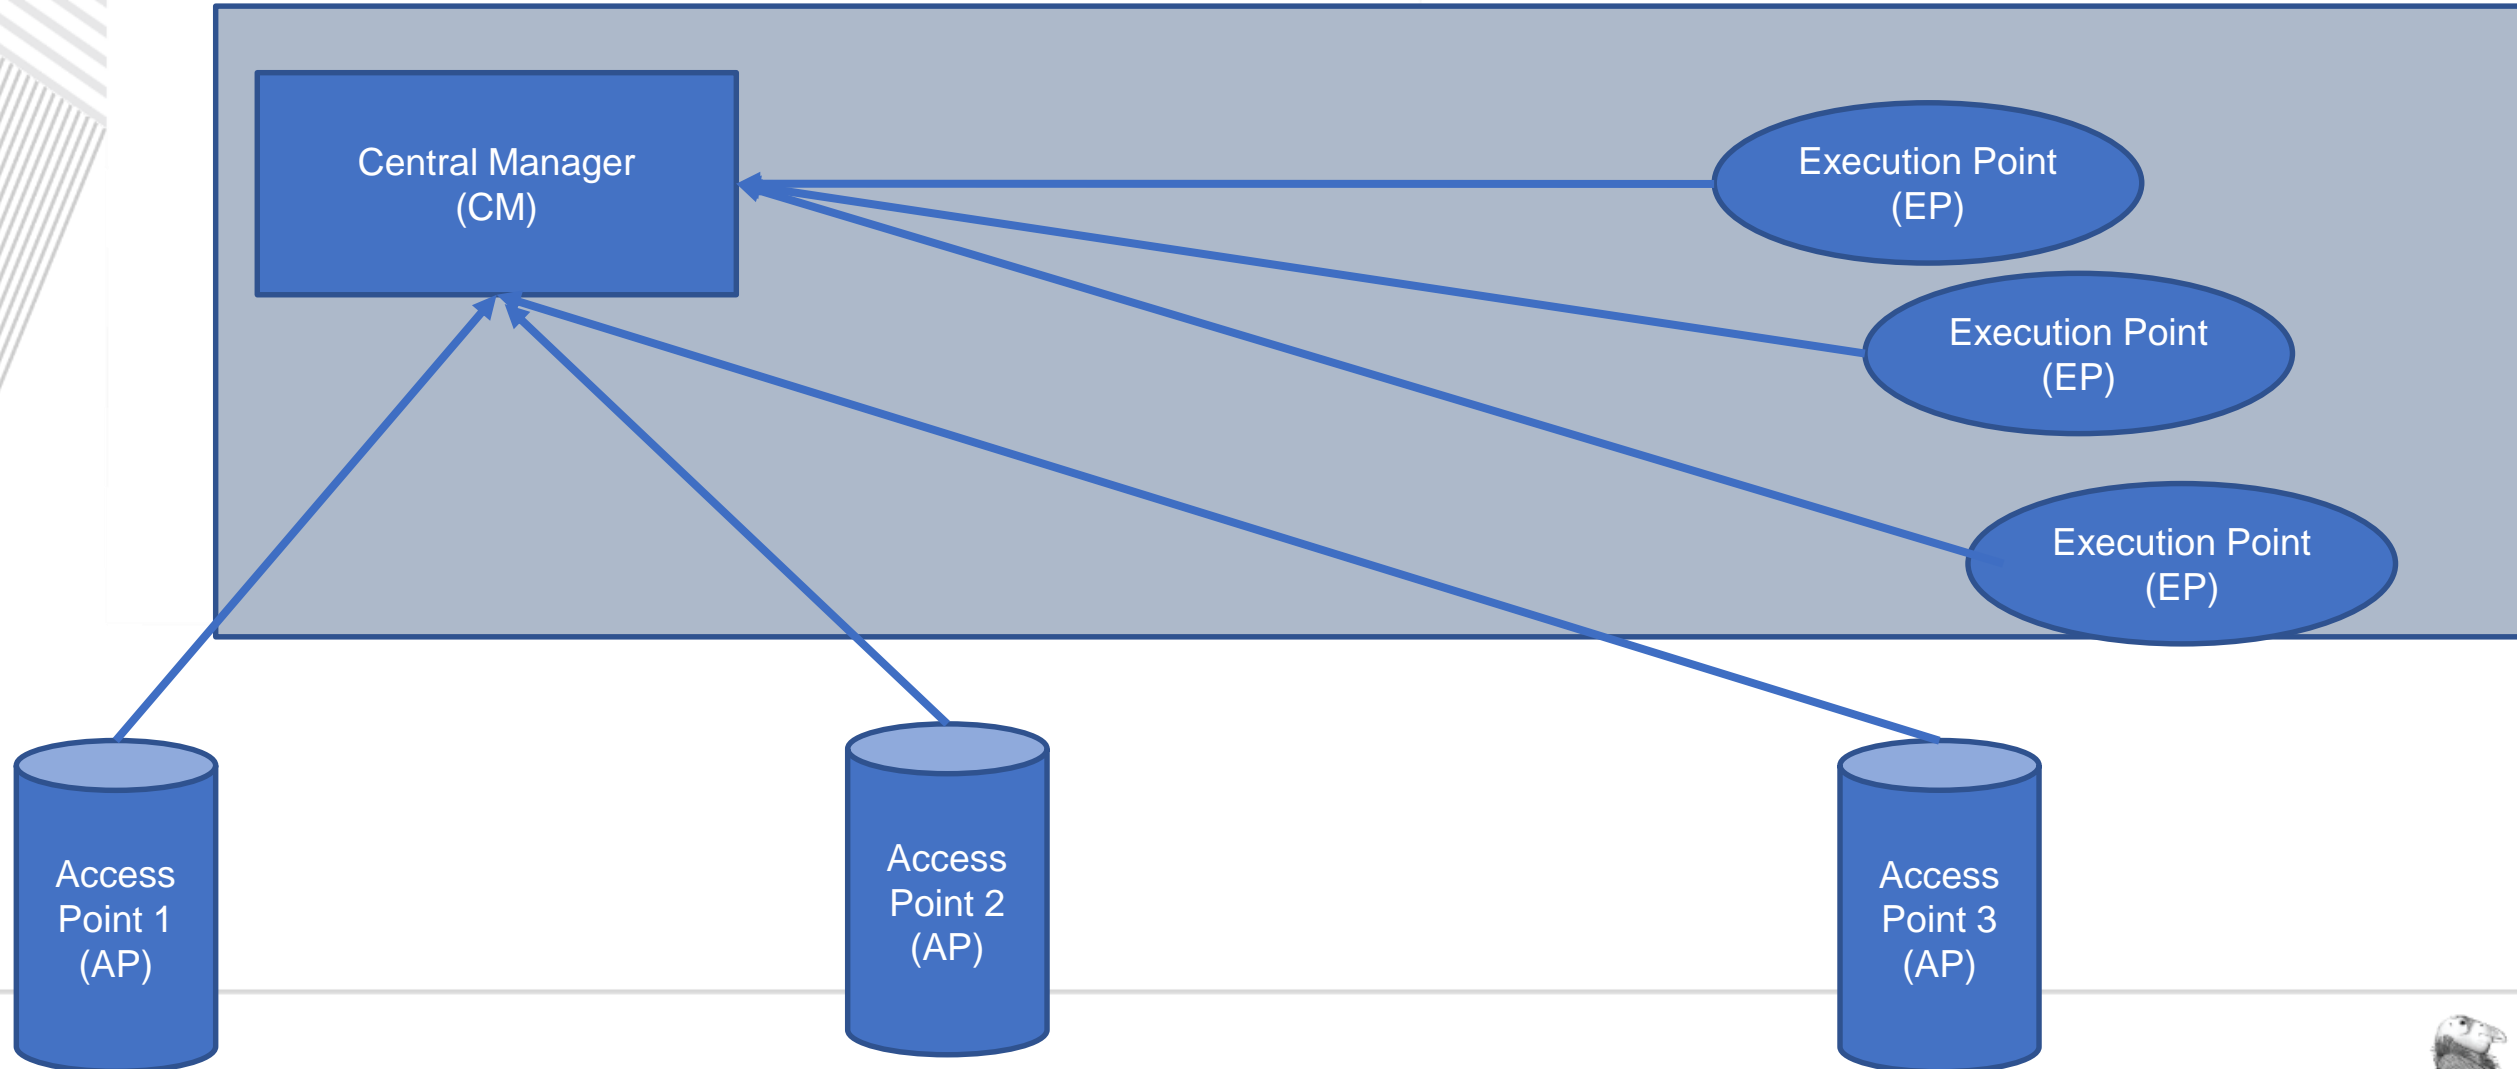 Central Manager
(CM)
Execution Point
(EP)
Execution Point
(EP)
Execution Point
(EP)
Access
Point 1
(AP)
Access
Point 2
(AP)
Access
Point 3
(AP)